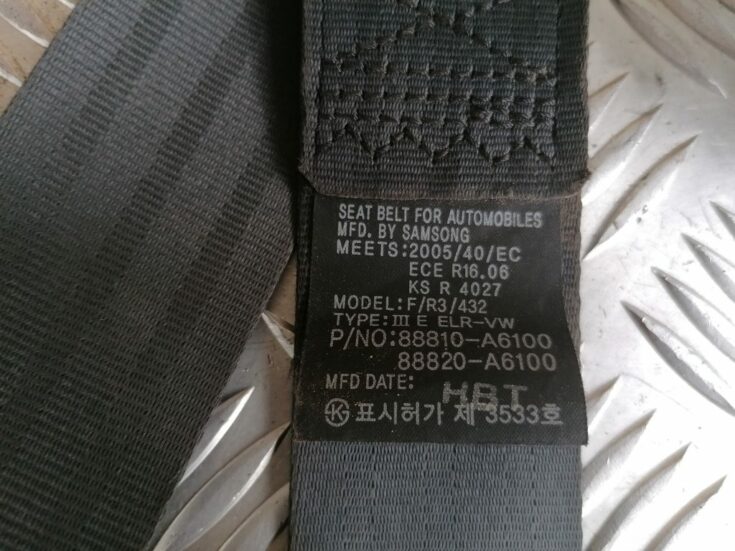 SEAT BELT FOR AUTOMOBILES
MFD. BY SAMSONG
MEETS:2005/40/EC
ECE R16.06
KS R 4027
MODEL:F/R3/432
TYPE:III E ELR-VW
P/NO:88810-A6100
88820-A6100
MFD DATE: HBT
K 표시허가 제 3533호